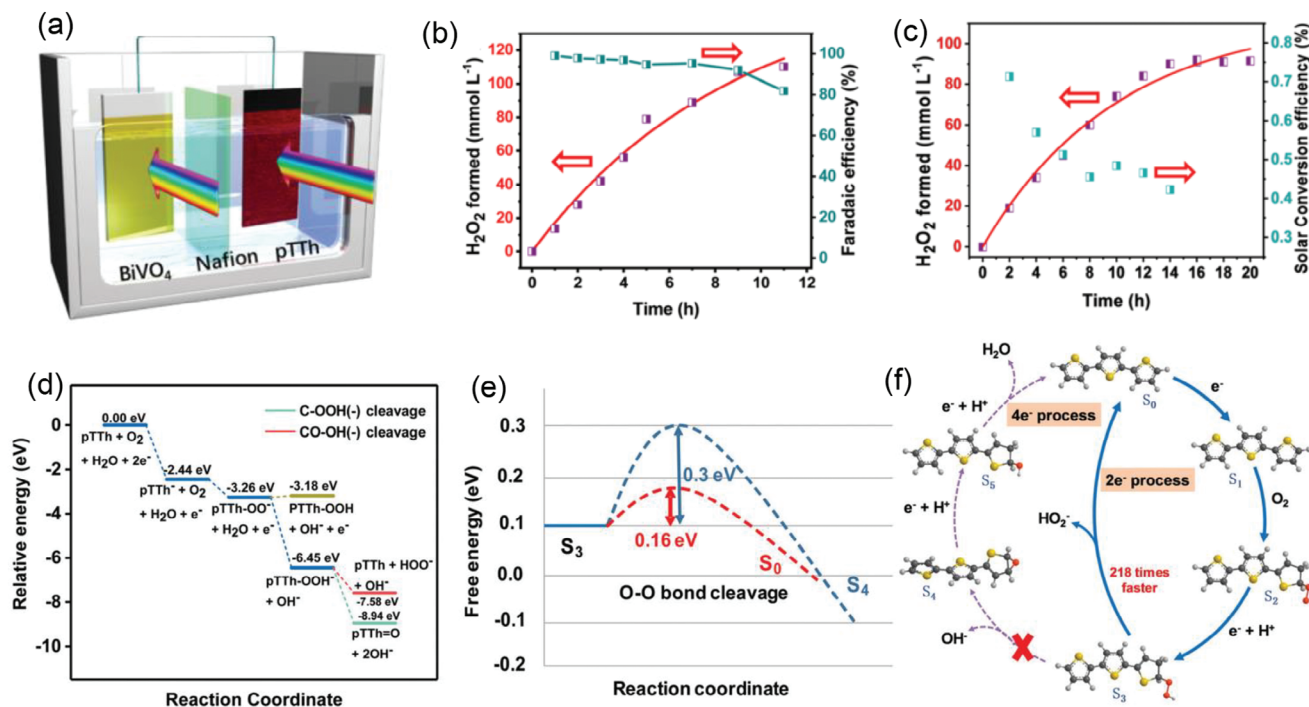 (a)
BiVO₄
Nafion
pTTh
(b)
H₂O₂ formed (mmol L⁻¹)
120
100
80
60
40
20
0
100
80
60
40
20
0
Faradaic efficiency (%)
0 2 4 6 8 10 12
Time (h)
(c)
H₂O₂ formed (mmol L⁻¹)
100
80
60
40
20
0
0.8
0.7
0.6
0.5
0.4
0.3
Solar Conversion efficiency (%)
0 2 4 6 8 10 12 14 16 18 20
Time (h)
(d)
Relative energy (eV)
0
-2
-4
-6
-8
-10
C-OOH(-) cleavage
CO-OH(-) cleavage
0.00 eV
pTTh + O₂
+ H₂O + 2e⁻
-2.44 eV
pTTh⁻ + O₂
+ H₂O + e⁻
-3.26 eV
pTTh-OO⁻
+ H₂O + e⁻
-3.18 eV
PTTh-OOH
+ OH⁻ + e⁻
-6.45 eV
pTTh-OOH⁻
+ OH⁻
pTTh + HOO⁻
+ OH⁻
-7.58 eV
-8.94 eV
pTTh=O
+ 2OH⁻
Reaction Coordinate
(e)
Free energy (eV)
0.3
0.2
0.1
0.0
-0.1
-0.2
S₃
0.3 eV
0.16 eV
S₀
S₄
O-O bond cleavage
Reaction coordinate
(f)
H₂O
e⁻ + H⁺
4e⁻ process
S₀
e⁻
S₅
S₁
2e⁻ process
O₂
e⁻ + H⁺
HO₂⁻
S₄
218 times
faster
S₂
e⁻ + H⁺
OH⁻
S₃